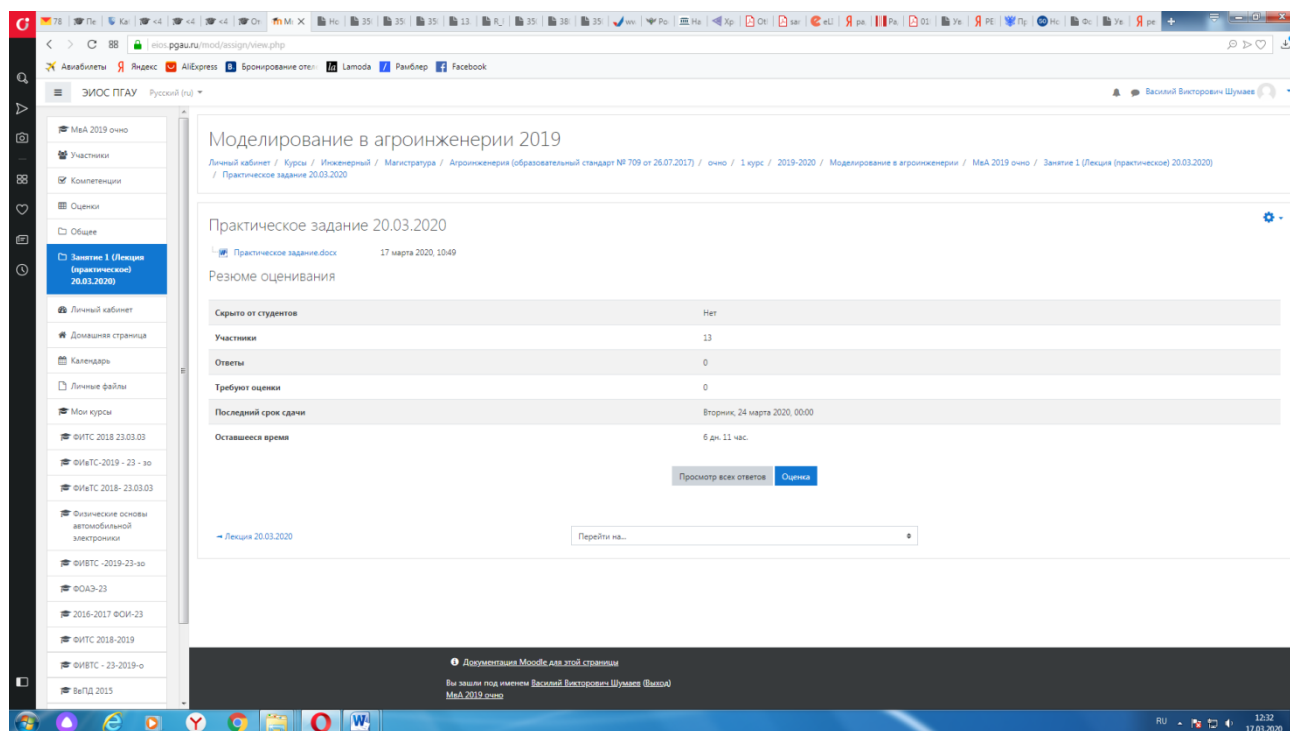 eios.pgau.ru/mod/assign/view.php
Авиабилеты Яндекс AliExpress Бронирование отел Lamoda Рамблер Facebook
ЭИОС ПГАУ Русский (ru)
Василий Викторович Шумаев
МвА 2019 очно
Участники
Компетенции
Оценки
Общее
Занятие 1 (Лекция
(практическое)
20.03.2020)
Личный кабинет
Домашняя страница
Календарь
Личные файлы
Мои курсы
ФИТС 2018 23.03.03
ФИвТС-2019 - 23 - зо
ФИвТС 2018- 23.03.03
Физические основы
автомобильной
электроники
ФИВТС -2019-23-зо
ФОАЭ-23
2016-2017 ФОИ-23
ФИТС 2018-2019
ФИВТС - 23-2019-о
ВеПД 2015
Моделирование в агроинженерии 2019
Личный кабинет / Курсы / Инженерный / Магистратура / Агроинженерия (образовательный стандарт № 709 от 26.07.2017) / очно / 1 курс / 2019-2020 / Моделирование в агроинженерии / МвА 2019 очно / Занятие 1 (Лекция (практическое) 20.03.2020)
/ Практическое задание 20.03.2020
Практическое задание 20.03.2020
Практическое задание.docx 17 марта 2020, 10:49
Резюме оценивания
Скрыто от студентов Нет
Участники 13
Ответы 0
Требуют оценки 0
Последний срок сдачи Вторник, 24 марта 2020, 00:00
Оставшееся время 6 дн. 11 час.
Просмотр всех ответов Оценка
Лекция 20.03.2020 Перейти на...
Документация Moodle для этой страницы
Вы зашли под именем Василий Викторович Шумаев (Выход)
МвА 2019 очно
RU 12:32
17.03.2020